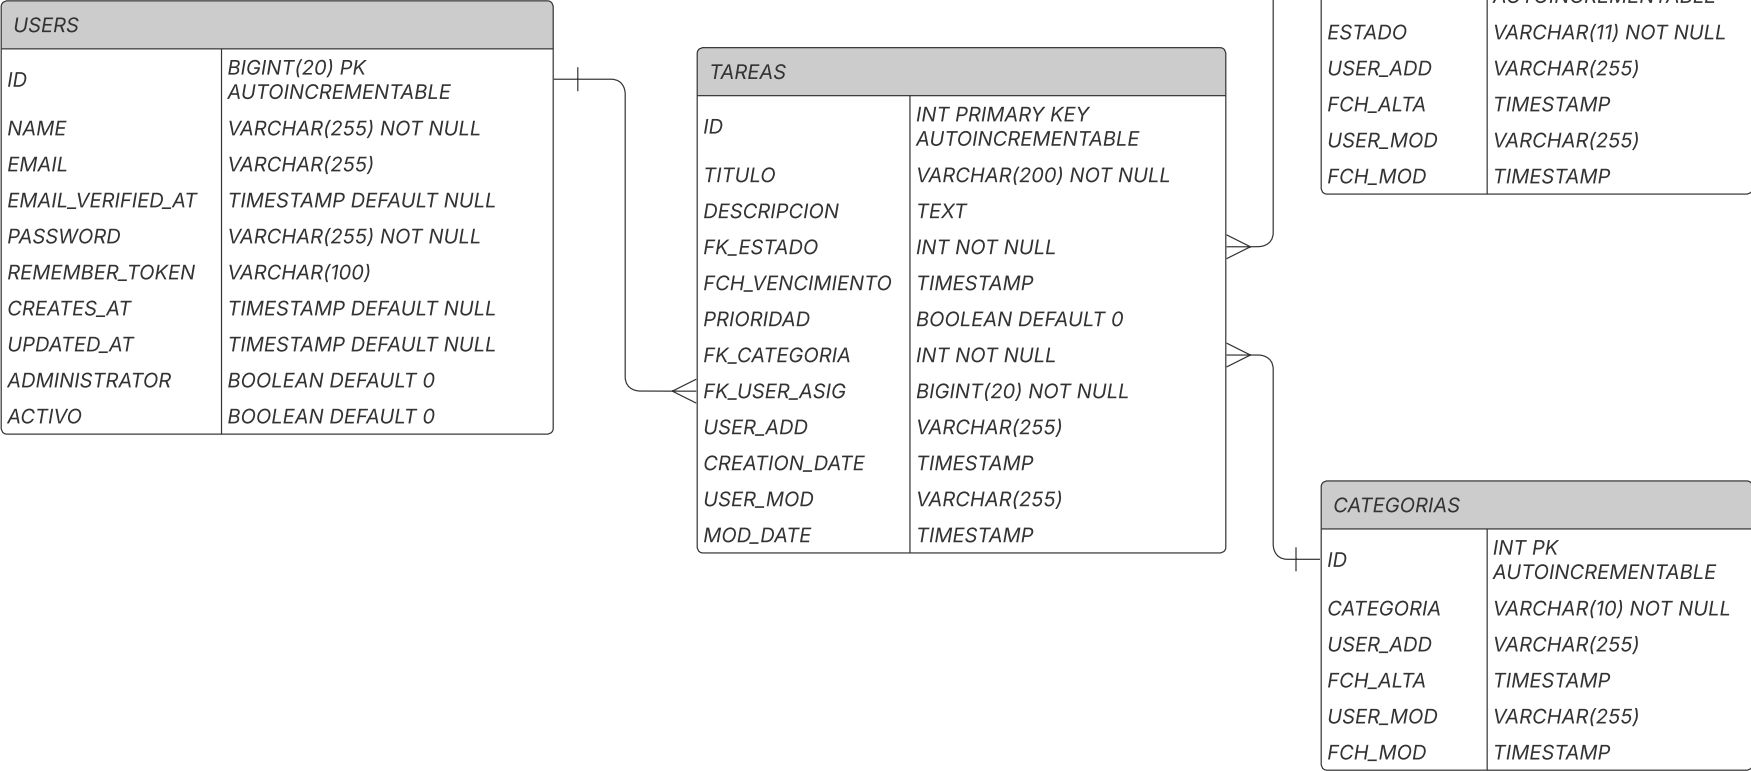 USERS
ID
BIGINT(20) PK
AUTOINCREMENTABLE
NAME
VARCHAR(255) NOT NULL
EMAIL
VARCHAR(255)
EMAIL_VERIFIED_AT
TIMESTAMP DEFAULT NULL
PASSWORD
VARCHAR(255) NOT NULL
REMEMBER_TOKEN
VARCHAR(100)
CREATES_AT
TIMESTAMP DEFAULT NULL
UPDATED_AT
TIMESTAMP DEFAULT NULL
ADMINISTRATOR
BOOLEAN DEFAULT 0
ACTIVO
BOOLEAN DEFAULT 0
TAREAS
ID
INT PRIMARY KEY
AUTOINCREMENTABLE
TITULO
VARCHAR(200) NOT NULL
DESCRIPCION
TEXT
FK_ESTADO
INT NOT NULL
FCH_VENCIMIENTO
TIMESTAMP
PRIORIDAD
BOOLEAN DEFAULT 0
FK_CATEGORIA
INT NOT NULL
FK_USER_ASIG
BIGINT(20) NOT NULL
USER_ADD
VARCHAR(255)
CREATION_DATE
TIMESTAMP
USER_MOD
VARCHAR(255)
MOD_DATE
TIMESTAMP
AUTOINCREMENTABLE
ESTADO
VARCHAR(11) NOT NULL
USER_ADD
VARCHAR(255)
FCH_ALTA
TIMESTAMP
USER_MOD
VARCHAR(255)
FCH_MOD
TIMESTAMP
CATEGORIAS
ID
INT PK
AUTOINCREMENTABLE
CATEGORIA
VARCHAR(10) NOT NULL
USER_ADD
VARCHAR(255)
FCH_ALTA
TIMESTAMP
USER_MOD
VARCHAR(255)
FCH_MOD
TIMESTAMP